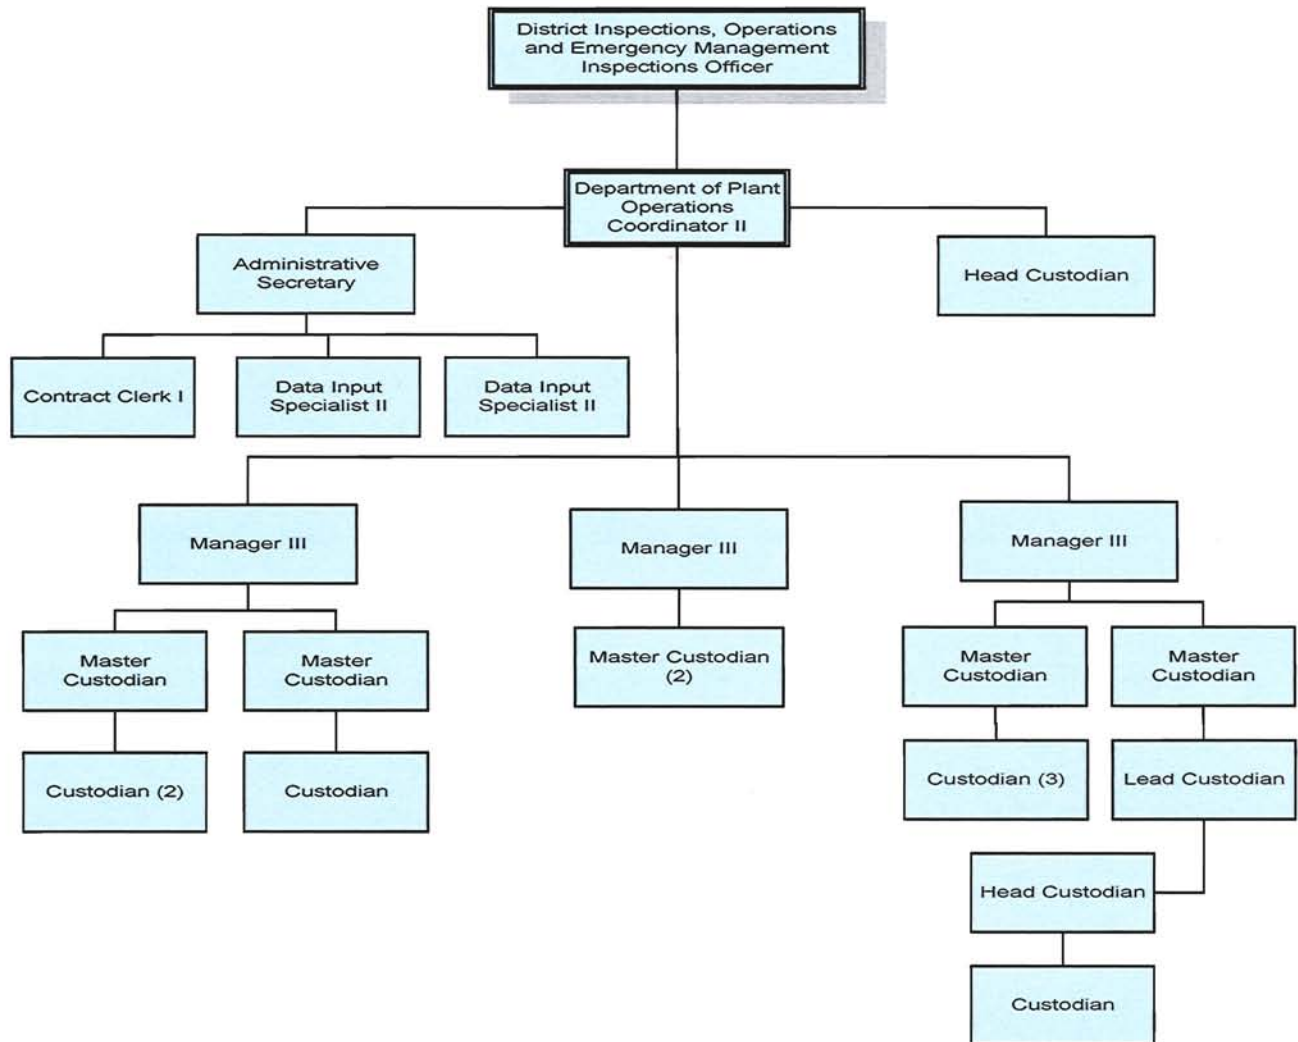 District Inspections, Operations
and Emergency Management
Inspections Officer
Department of Plant
Operations
Coordinator II
Administrative
Secretary
Head Custodian
Contract Clerk I
Data Input
Specialist II
Data Input
Specialist II
Manager III
Manager III
Manager III
Master
Custodian
Master
Custodian
Master Custodian
(2)
Master
Custodian
Master
Custodian
Custodian (2)
Custodian
Custodian (3)
Lead Custodian
Head Custodian
Custodian